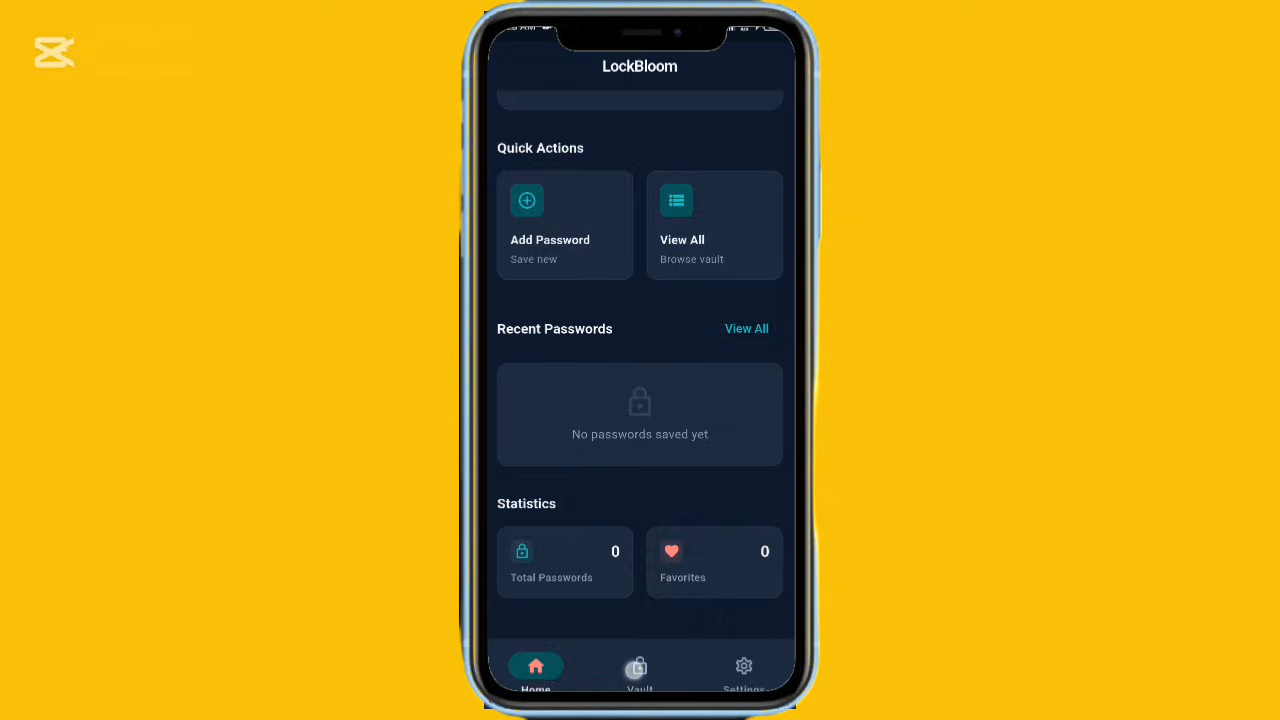 LockBloom
Quick Actions
Add Password
Save new
View All
Browse vault
Recent Passwords
View All
No passwords saved yet
Statistics
0
Total Passwords
0
Favorites
Home
Vault
Settings